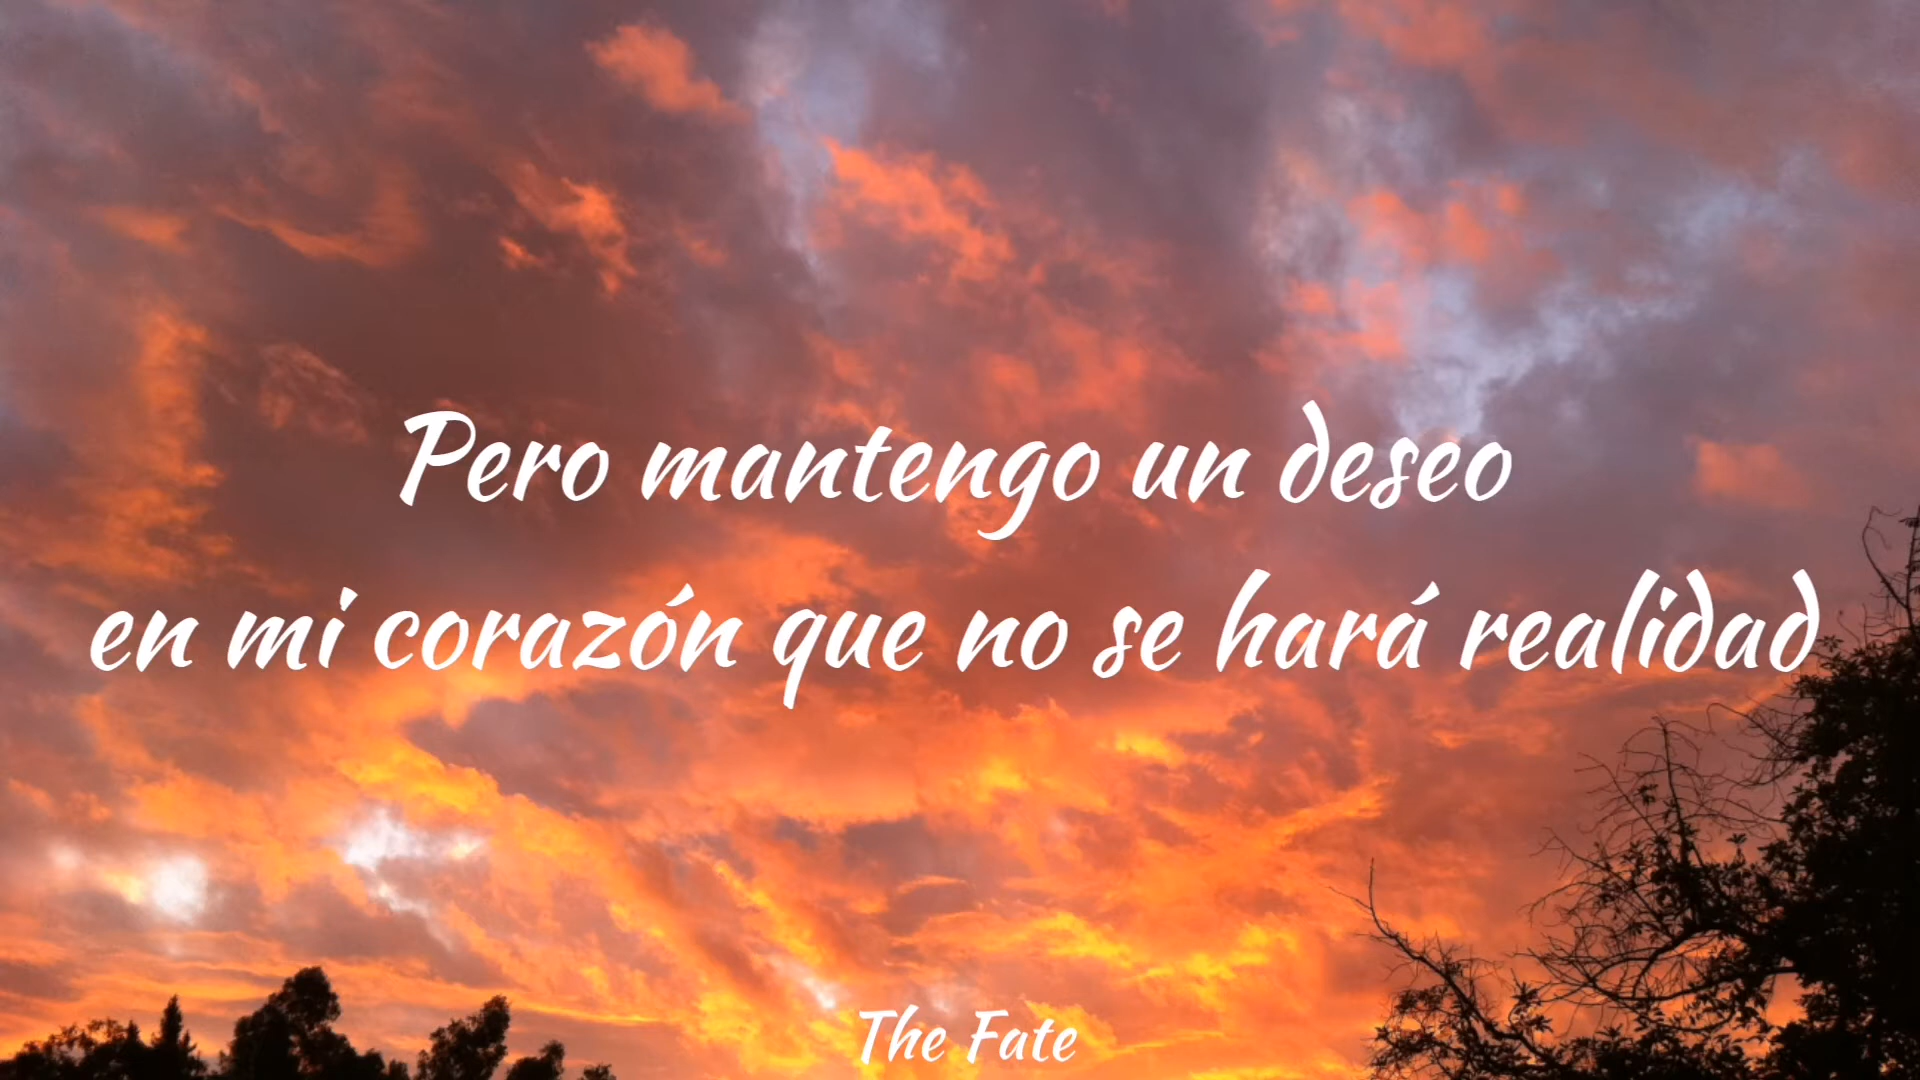 Pero mantengo un deseo
en mi corazón que no se hará realidad
The Fate